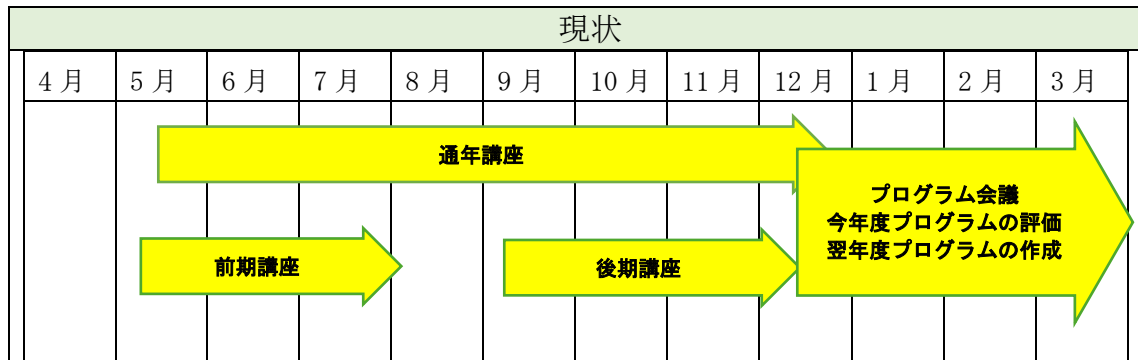 現状
4月 5月 6月 7月 8月 9月 10月 11月 12月 1月 2月 3月
通年講座
プログラム会議
今年度プログラムの評価
翌年度プログラムの作成
前期講座
後期講座